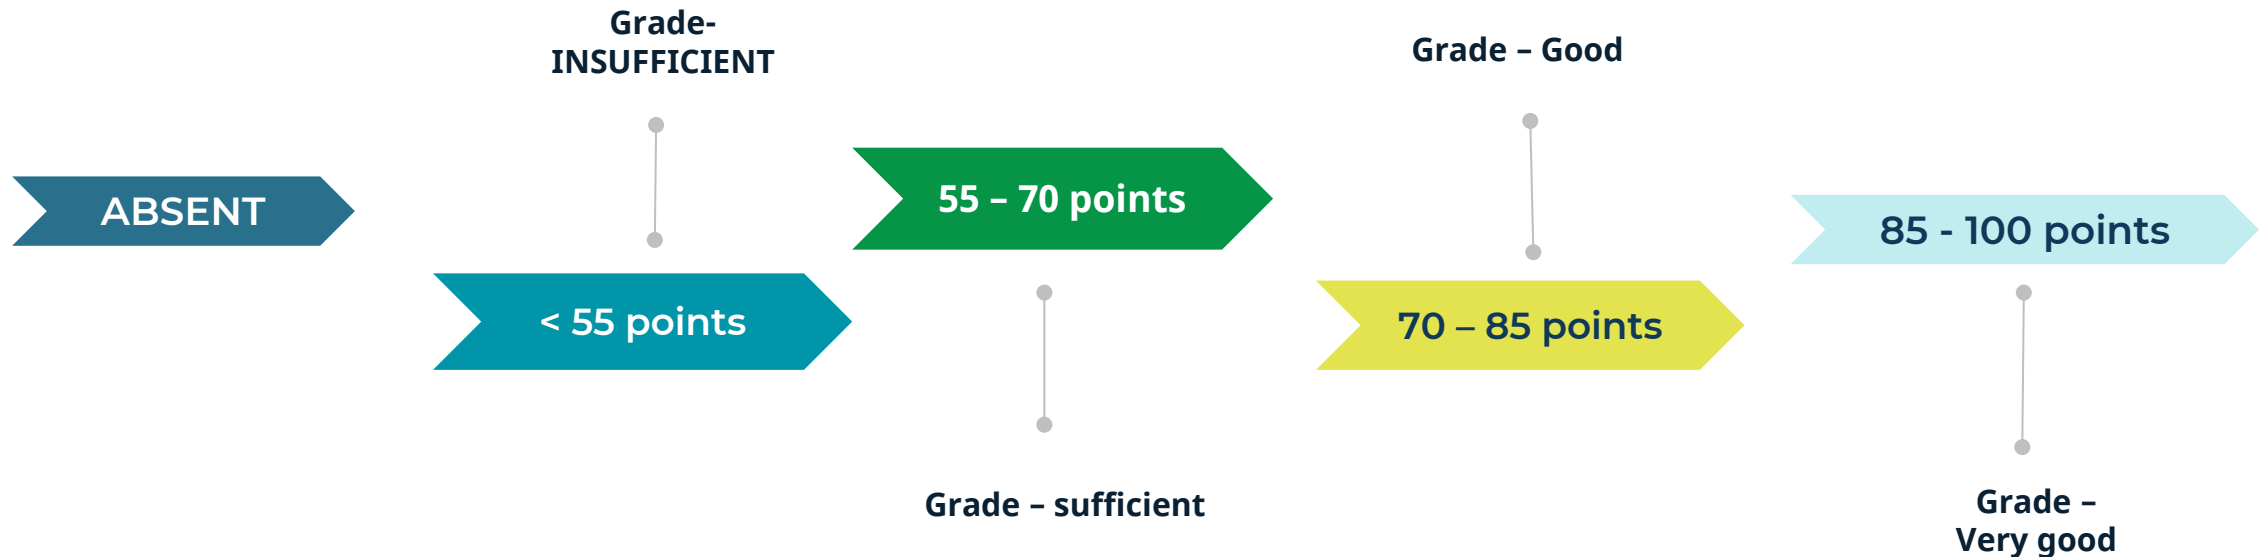 ABSENT
Grade-
INSUFFICIENT
< 55 points
55 – 70 points
Grade – sufficient
Grade – Good
70 – 85 points
85 - 100 points
Grade –
Very good